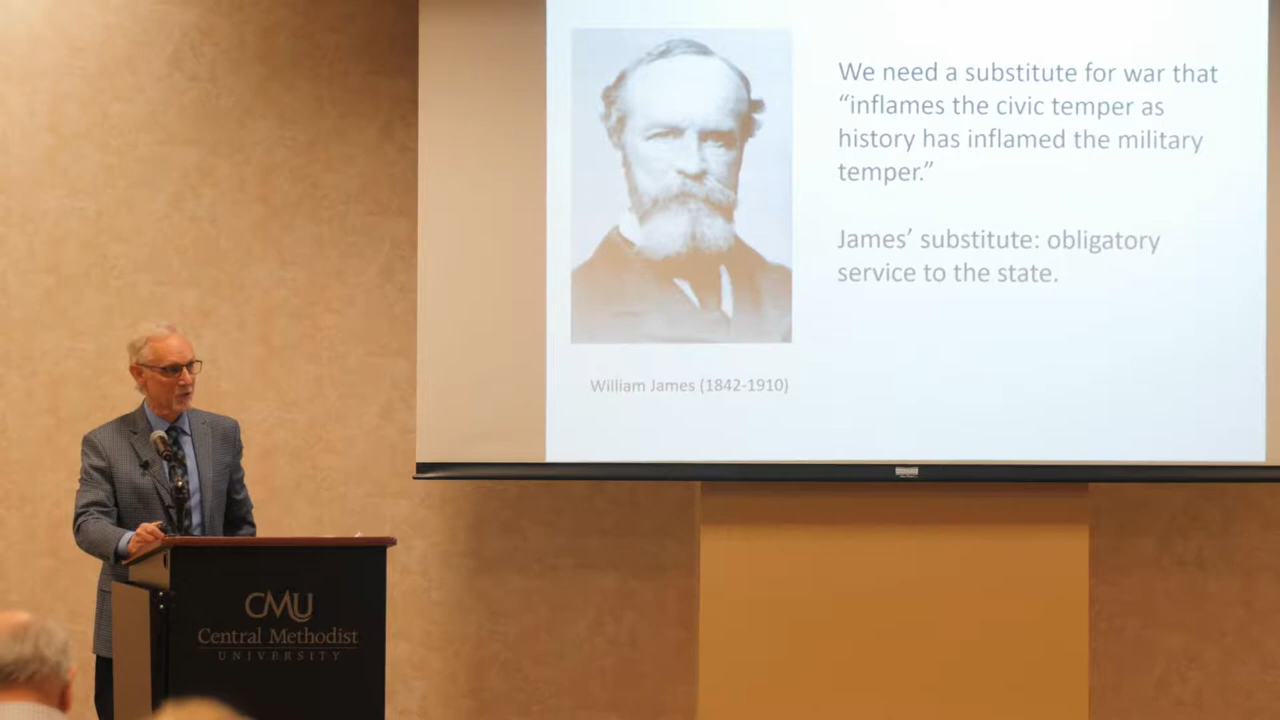 We need a substitute for war that
“inflames the civic temper as
history has inflamed the military
temper.”
James’ substitute: obligatory
service to the state.
William James (1842-1910)
CMU
Central Methodist
UNIVERSITY